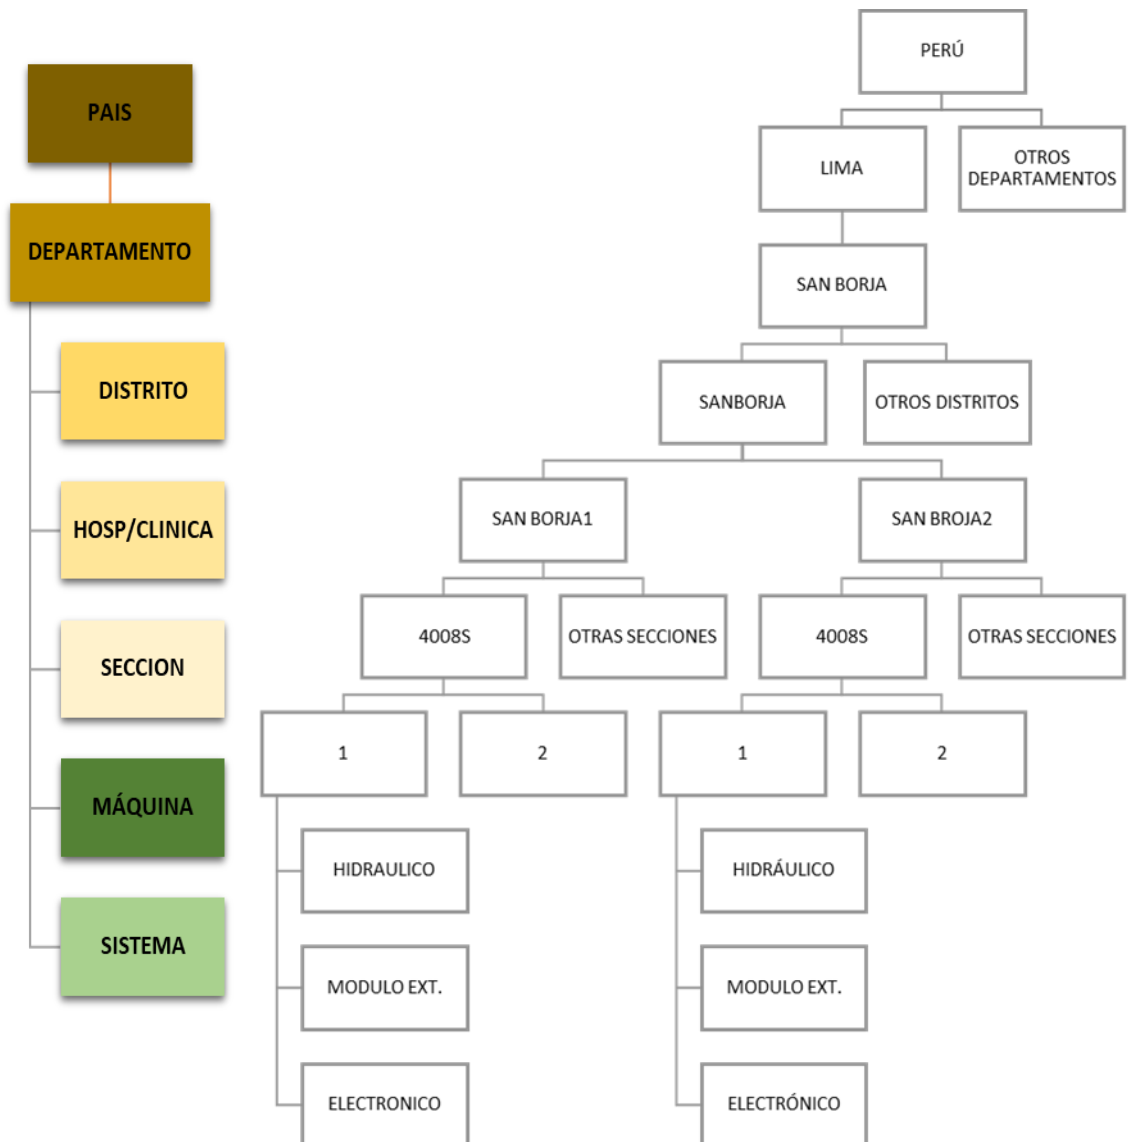 PAIS
DEPARTAMENTO
DISTRITO
HOSP/CLINICA
SECCION
MÁQUINA
SISTEMA
PERÚ
LIMA
OTROS
DEPARTAMENTOS
SAN BORJA
SANBORJA
OTROS DISTRITOS
SAN BORJA1
SAN BROJA2
4008S
OTRAS SECCIONES
4008S
OTRAS SECCIONES
1
2
1
2
HIDRAULICO
HIDRÁULICO
MODULO EXT.
MODULO EXT.
ELECTRONICO
ELECTRÓNICO